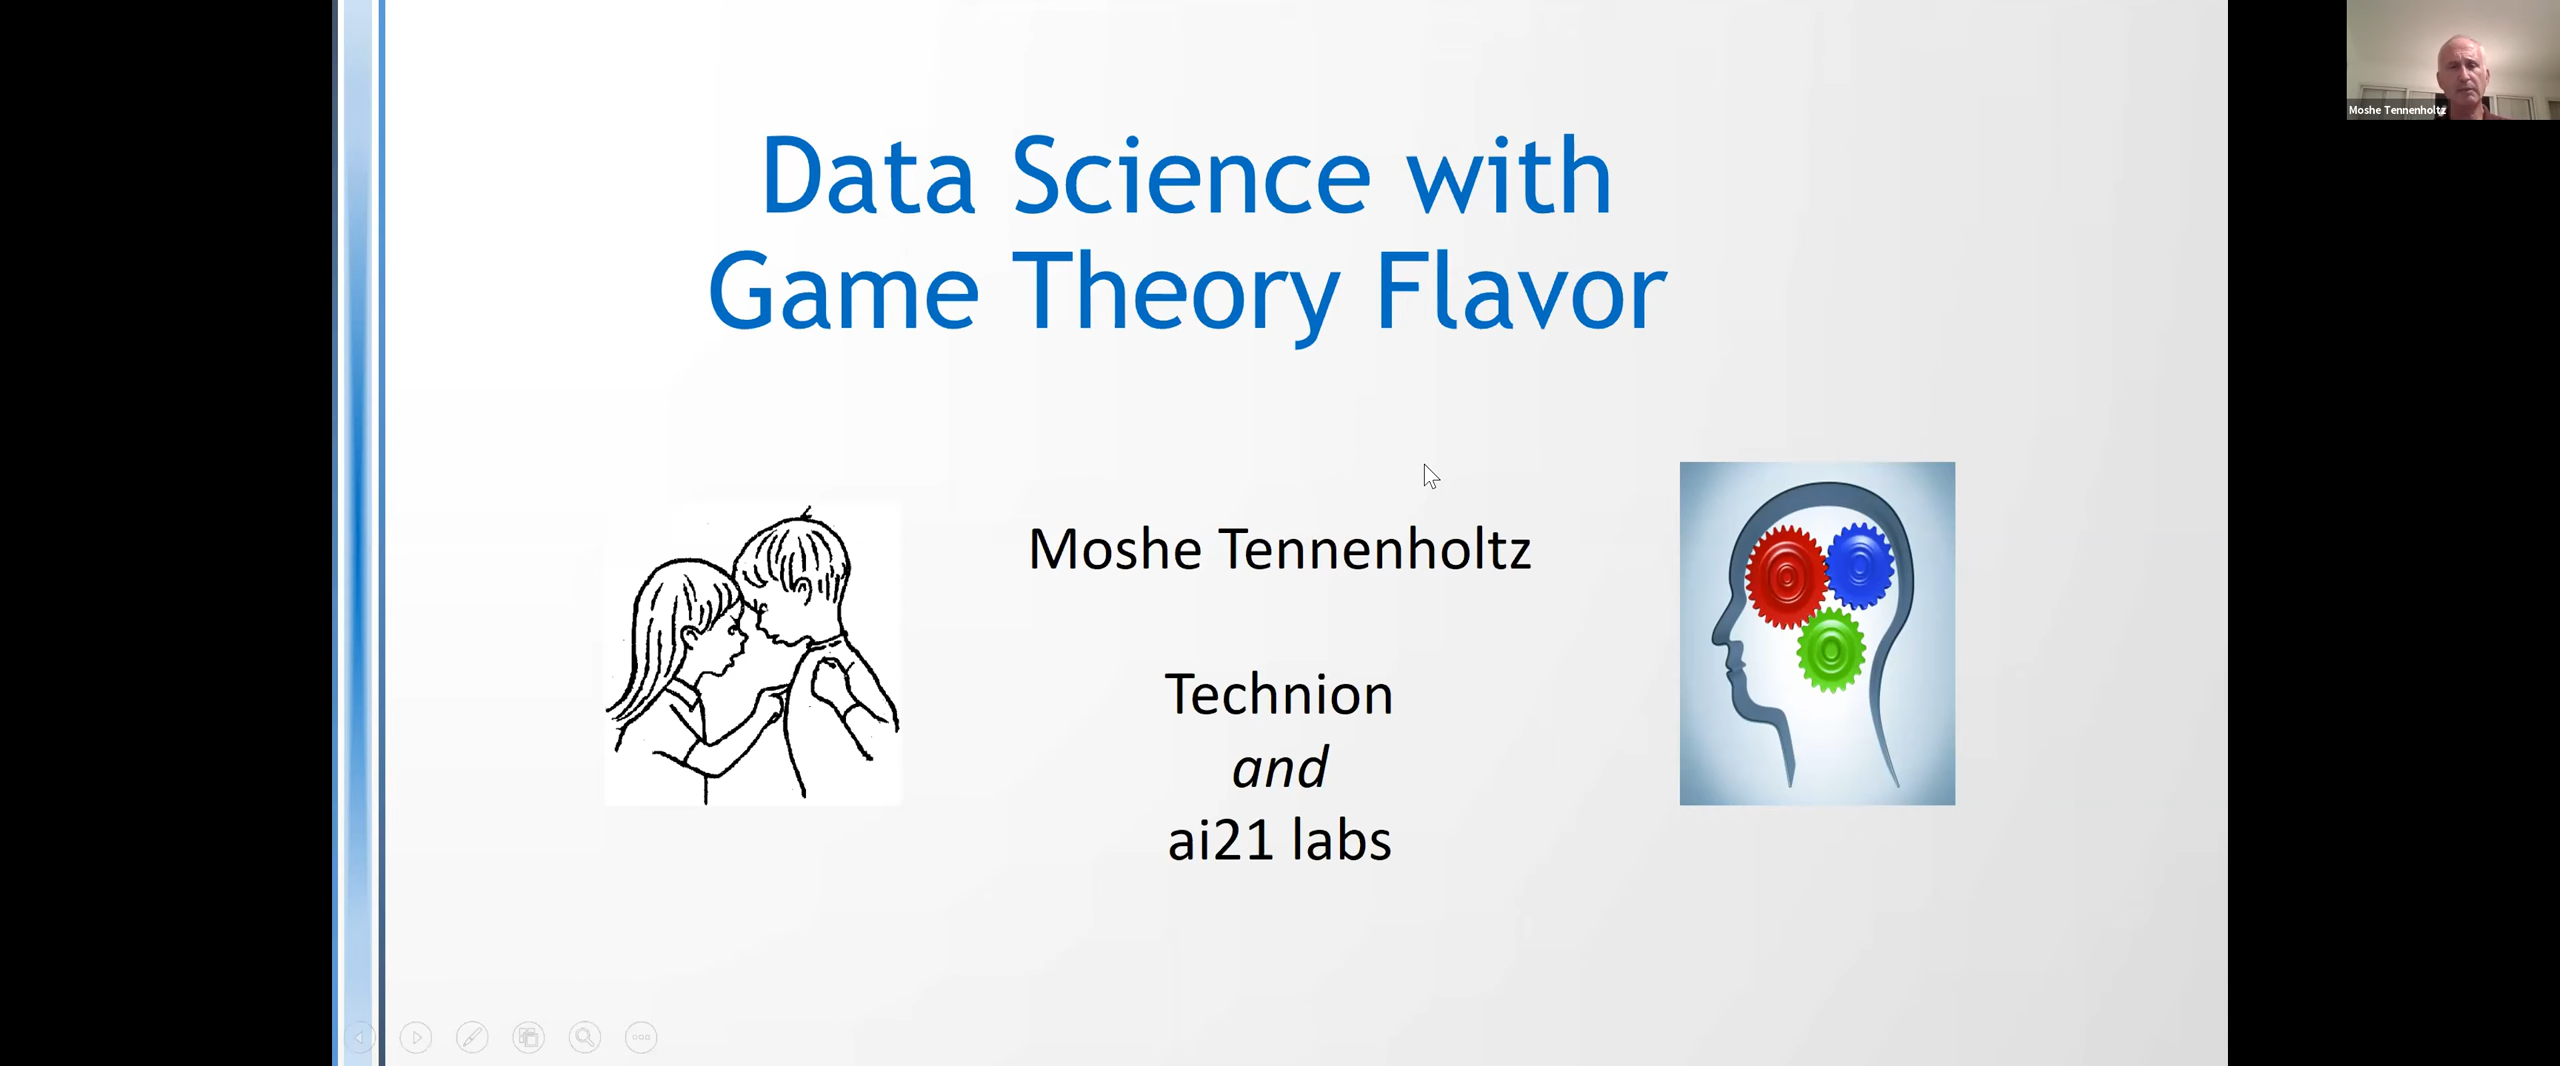 Data Science with
Game Theory Flavor
Moshe Tennenholtz
Technion
and
ai21 labs
Moshe Tennenholtz